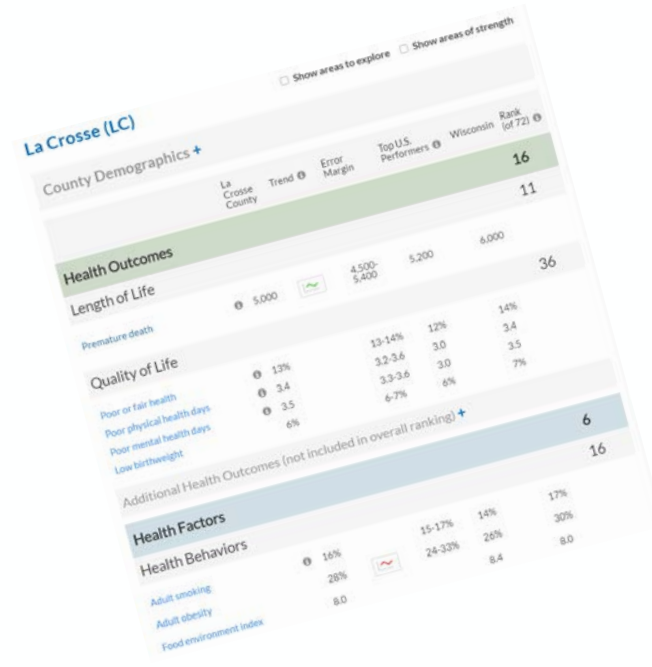 Show areas to explore Show areas of strength
La Crosse (LC)
County Demographics +
La Crosse County Trend Error Margin Top U.S. Performers Wisconsin Rank (of 72)
Health Outcomes 16
Length of Life 11
Premature death 5,000 4,500-5,400 5,200 6,000
Quality of Life 36
Poor or fair health 13% 13-14% 12% 14%
Poor physical health days 3.4 3.2-3.6 3.0 3.4
Poor mental health days 3.5 3.3-3.6 3.0 3.5
Low birthweight 6% 6-7% 6% 7%
Additional Health Outcomes (not included in overall ranking) +
Health Factors 6
Health Behaviors 16
Adult smoking 16% 15-17% 14% 17%
Adult obesity 28% 24-33% 26% 30%
Food environment index 8.0 8.4 8.0